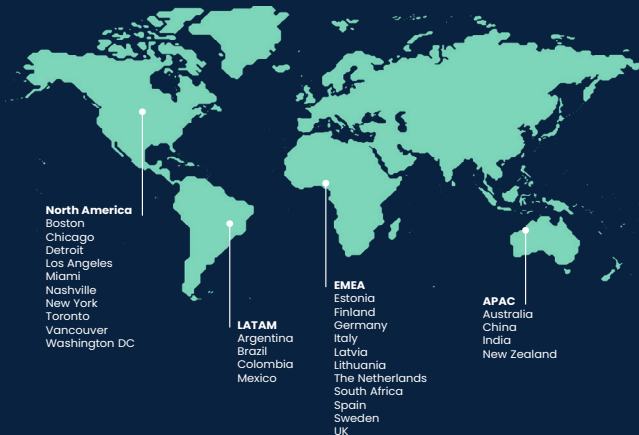 North America
Boston
Chicago
Detroit
Los Angeles
Miami
Nashville
New York
Toronto
Vancouver
Washington DC
LATAM
Argentina
Brazil
Colombia
Mexico
EMEA
Estonia
Finland
Germany
Italy
Latvia
Lithuania
The Netherlands
South Africa
Spain
Sweden
UK
APAC
Australia
China
India
New Zealand